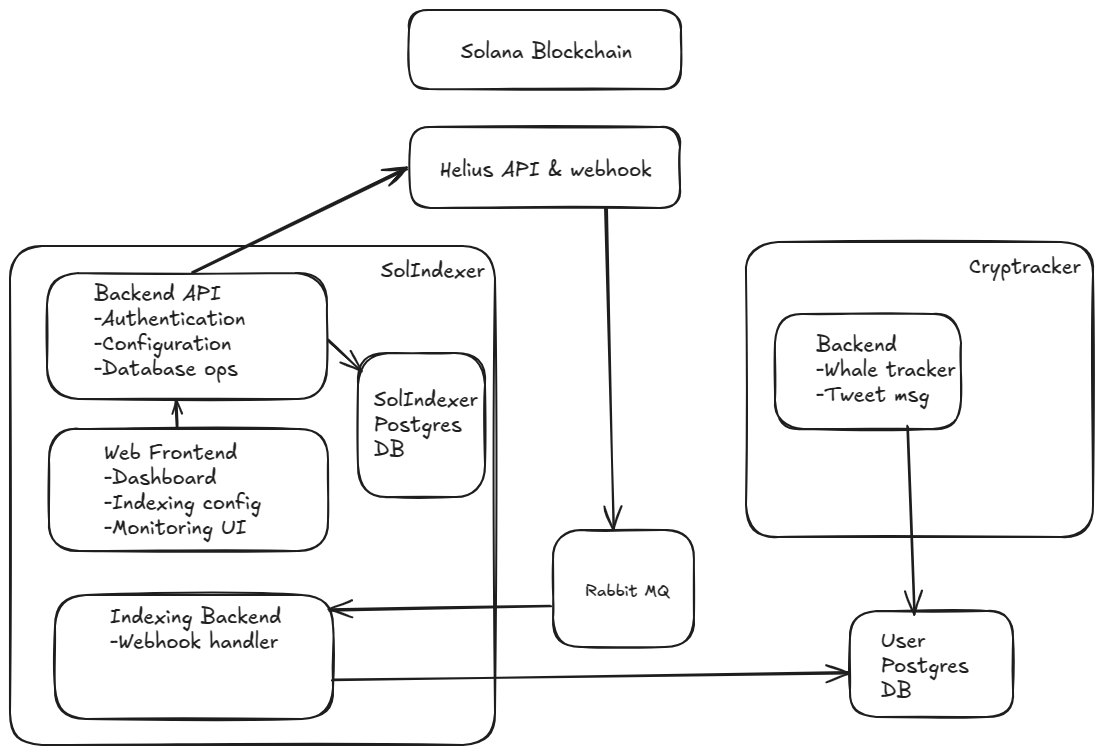 Solana Blockchain
Helius API & webhook
SolIndexer
Backend API
-Authentication
-Configuration
-Database ops
SolIndexer
Postgres
DB
Web Frontend
-Dashboard
-Indexing config
-Monitoring UI
Indexing Backend
-Webhook handler
Rabbit MQ
Cryptracker
Backend
-Whale tracker
-Tweet msg
User
Postgres
DB